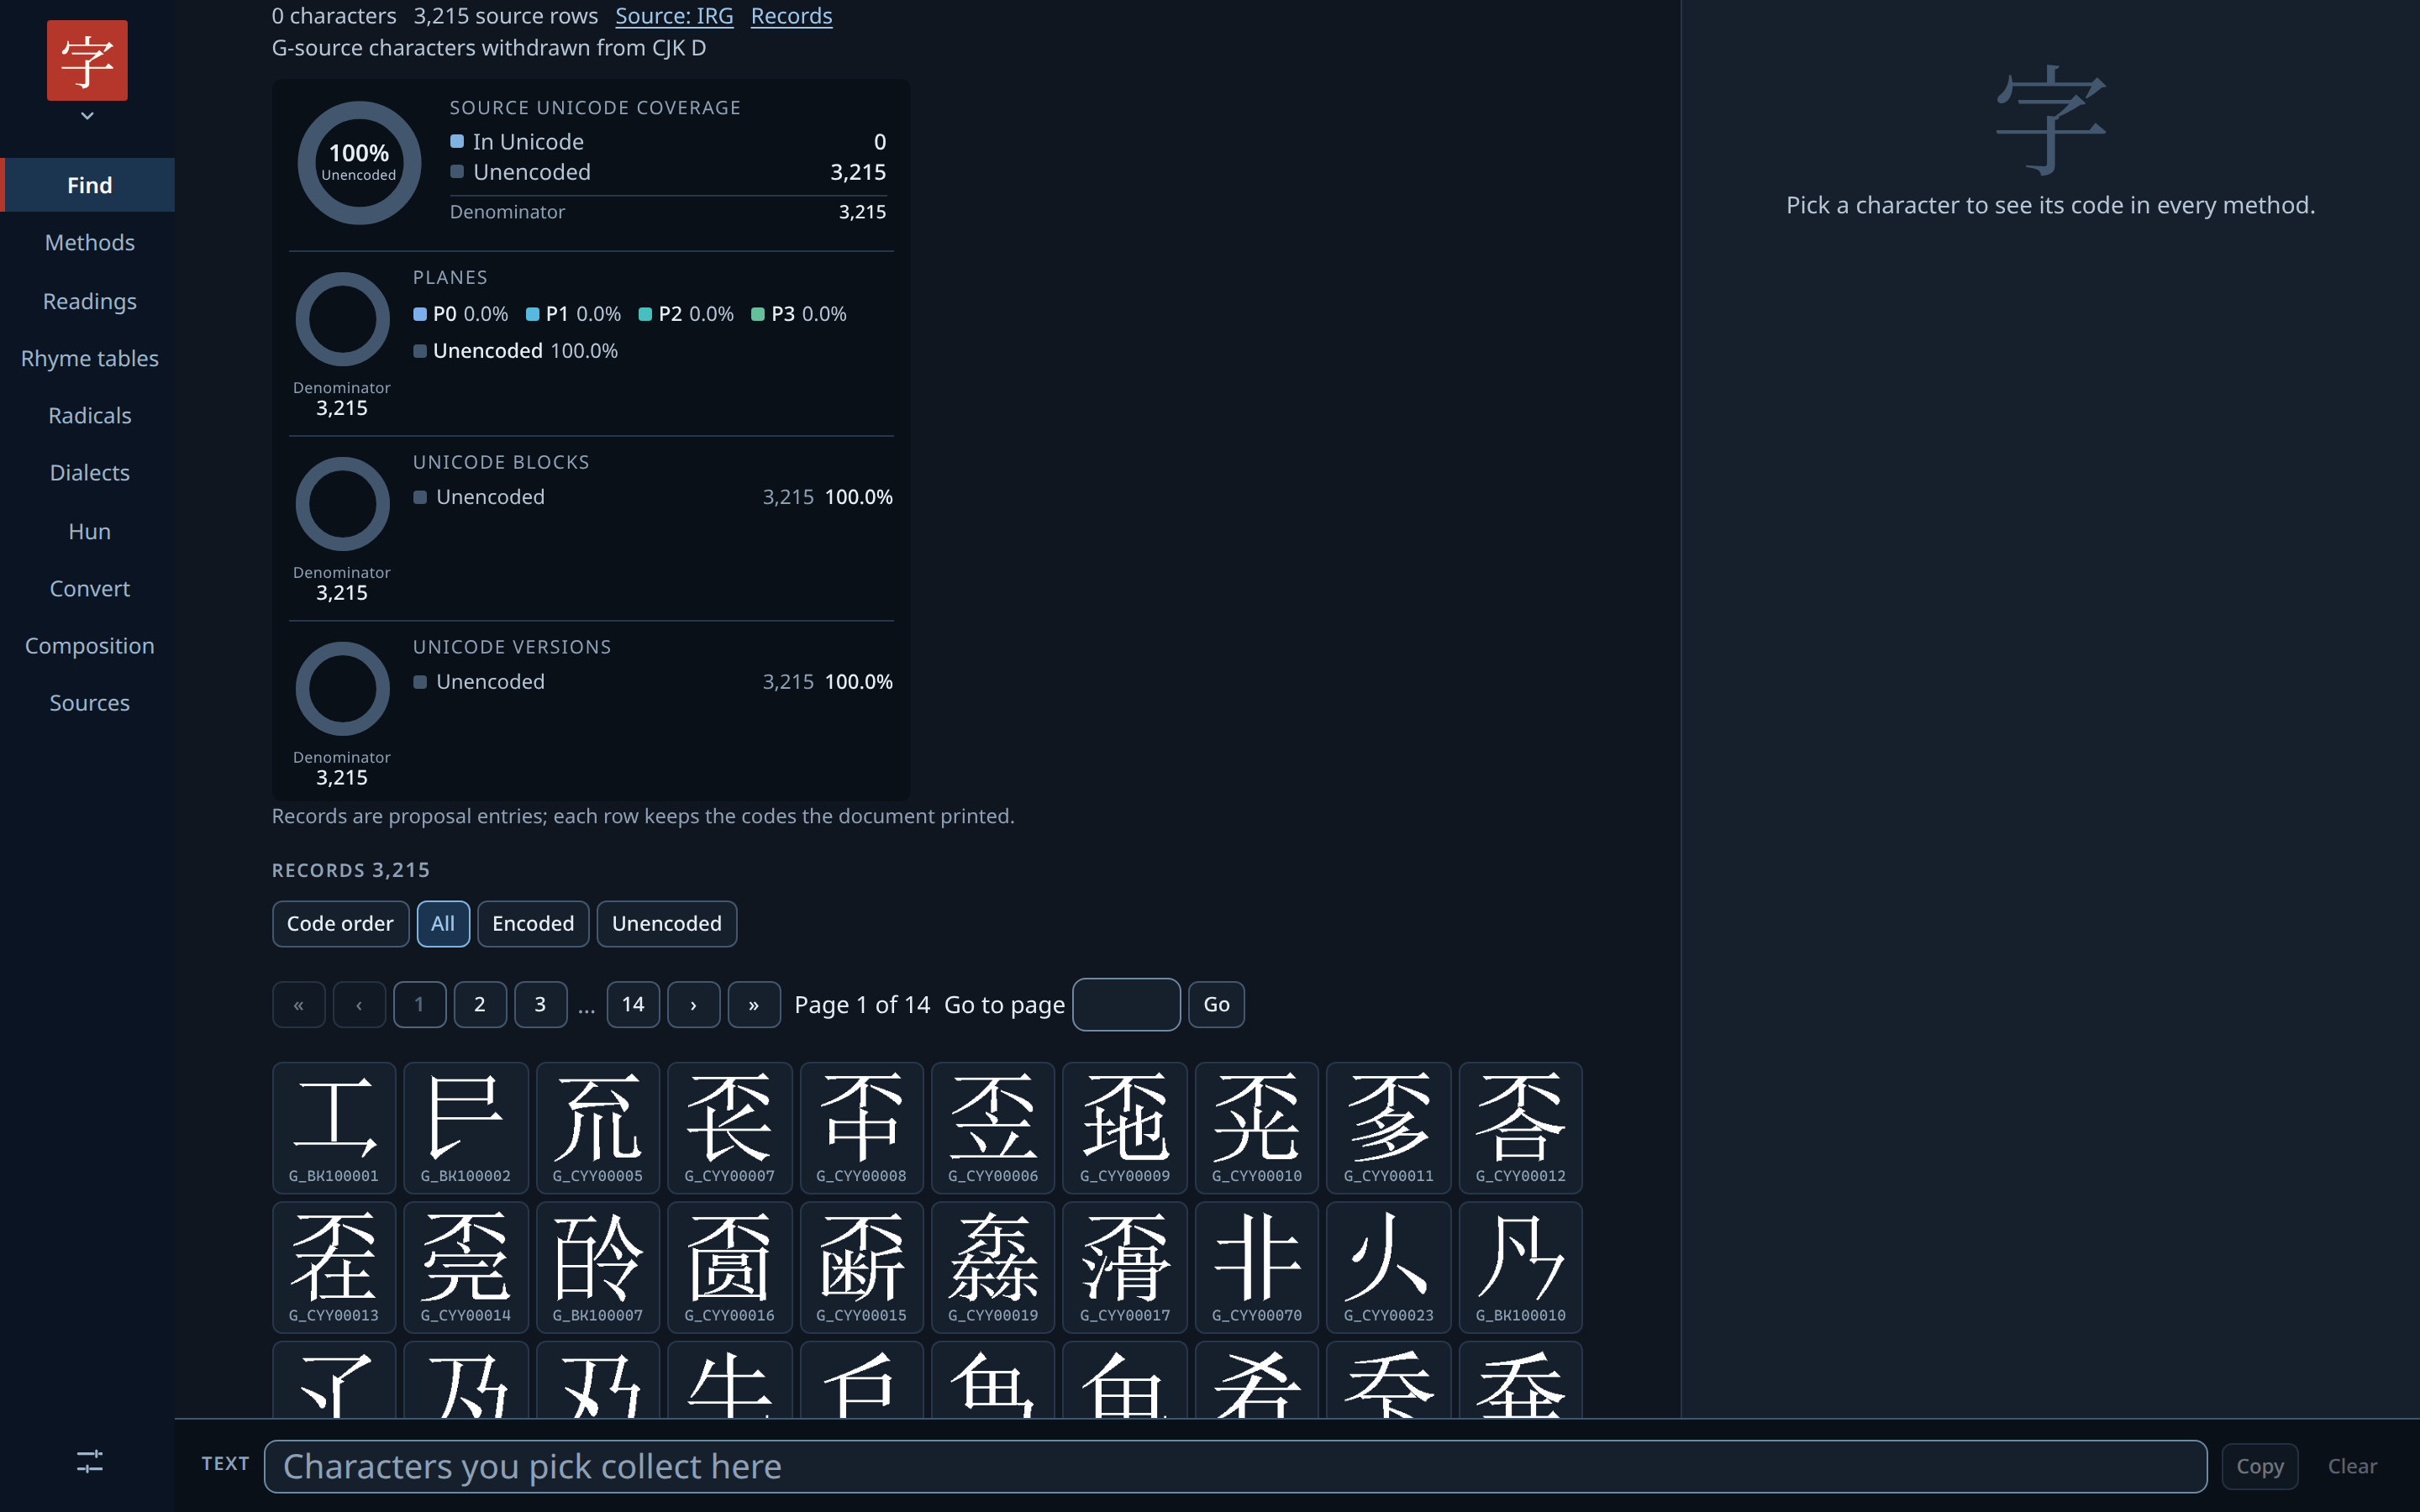 字
0 characters 3,215 source rows Source: IRG Records
G-source characters withdrawn from CJK D
SOURCE UNICODE COVERAGE
100%
Unencoded
In Unicode 0
Unencoded 3,215
Denominator 3,215
PLANES
P0 0.0% P1 0.0% P2 0.0% P3 0.0%
Unencoded 100.0%
Denominator
3,215
UNICODE BLOCKS
Unencoded 3,215 100.0%
Denominator
3,215
UNICODE VERSIONS
Unencoded 3,215 100.0%
Denominator
3,215
Records are proposal entries; each row keeps the codes the document printed.
RECORDS 3,215
Code order All Encoded Unencoded
« ‹ 1 2 3 … 14 › » Page 1 of 14 Go to page Go
G_BK100001 G_BK100002 G_CYY00005 G_CYY00007 G_CYY00008 G_CYY00006 G_CYY00009 G_CYY00010 G_CYY00011 G_CYY00012
G_CYY00013 G_CYY00014 G_BK100007 G_CYY00016 G_CYY00015 G_CYY00019 G_CYY00017 G_CYY00070 G_CYY00023 G_BK100010
Find
Methods
Readings
Rhyme tables
Radicals
Dialects
Hun
Convert
Composition
Sources
字
Pick a character to see its code in every method.
TEXT Characters you pick collect here Copy Clear